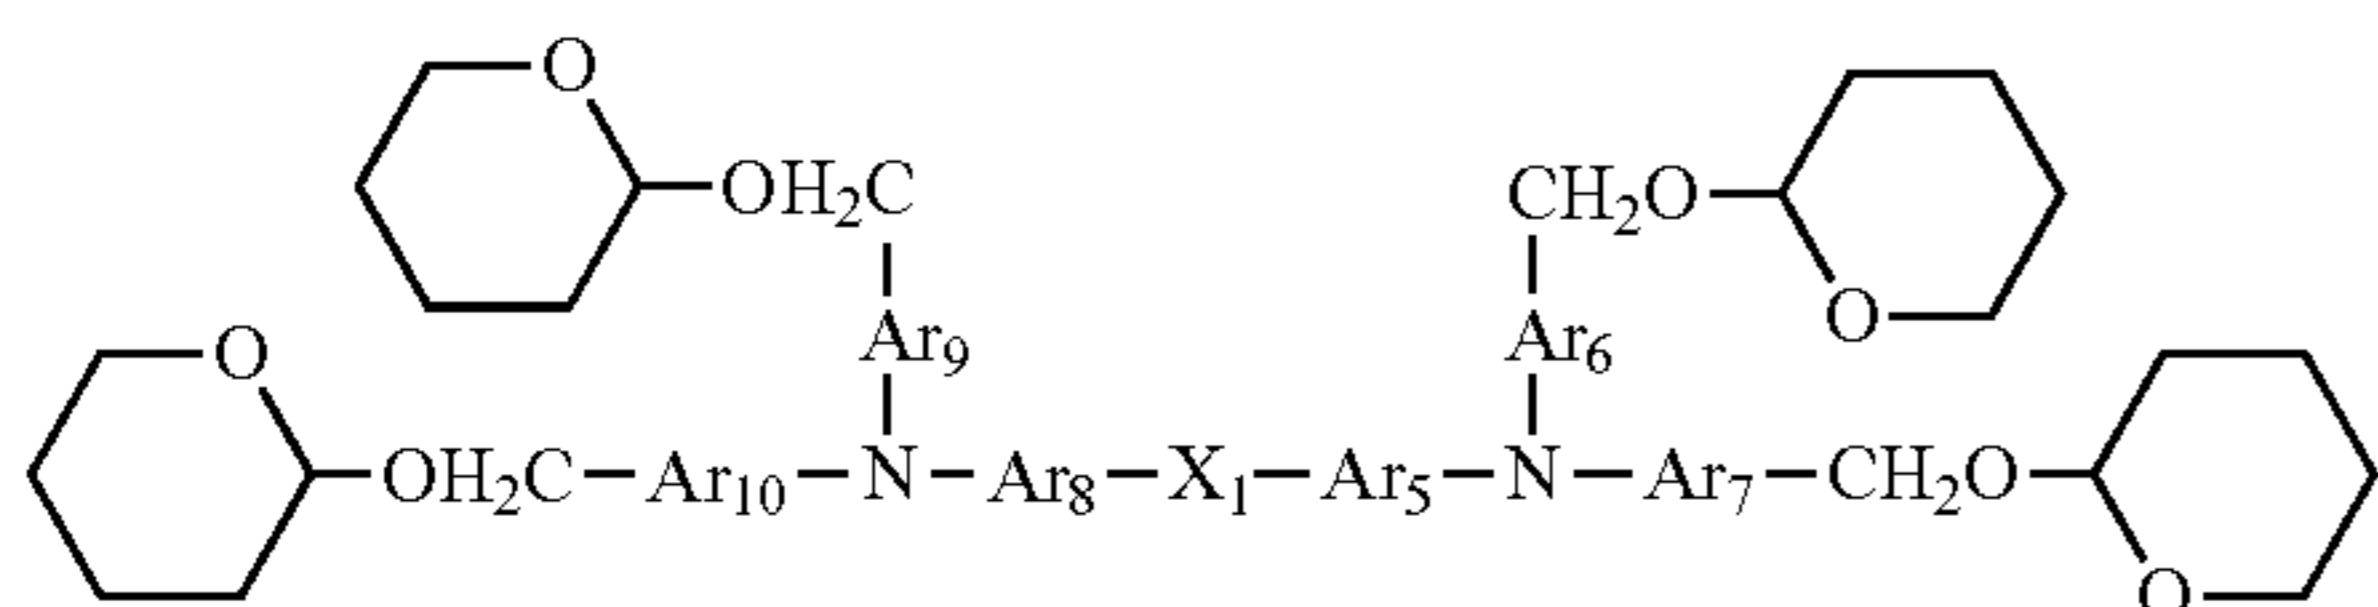 O
OH₂C
CH₂O
O
Ar₉
Ar₆
O
OH₂C–Ar₁₀–N–Ar₈–X₁–Ar₅–N–Ar₇–CH₂O
O